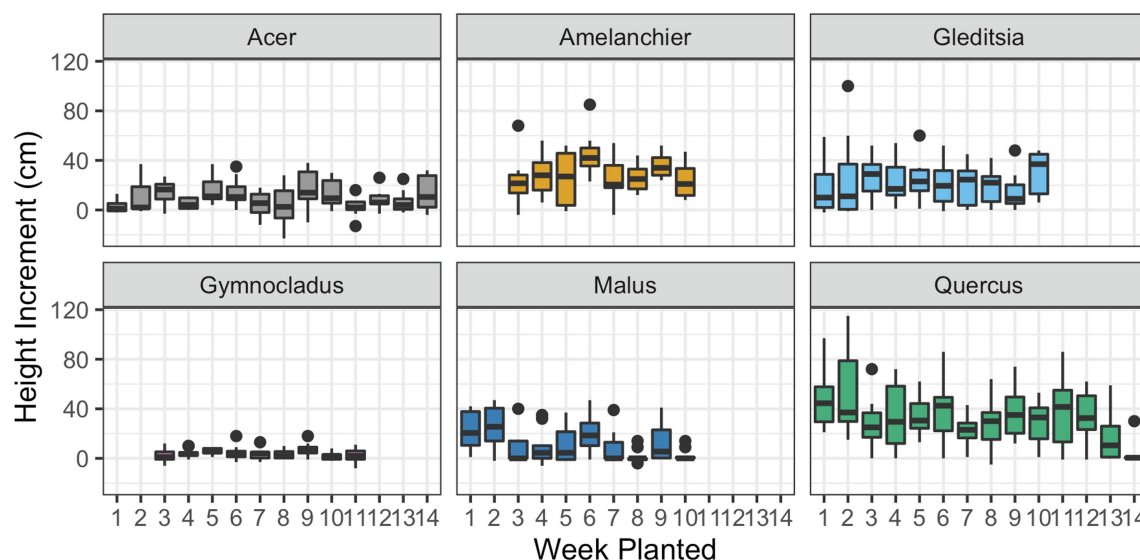 Acer Amelanchier Gleditsia
120
80
40
0
Height Increment (cm)
Gymnocladus Malus Quercus
120
80
40
0
1 2 3 4 5 6 7 8 9 10 11 12 13 14 1 2 3 4 5 6 7 8 9 10 11 12 13 14 1 2 3 4 5 6 7 8 9 10 11 12 13 14
Week Planted